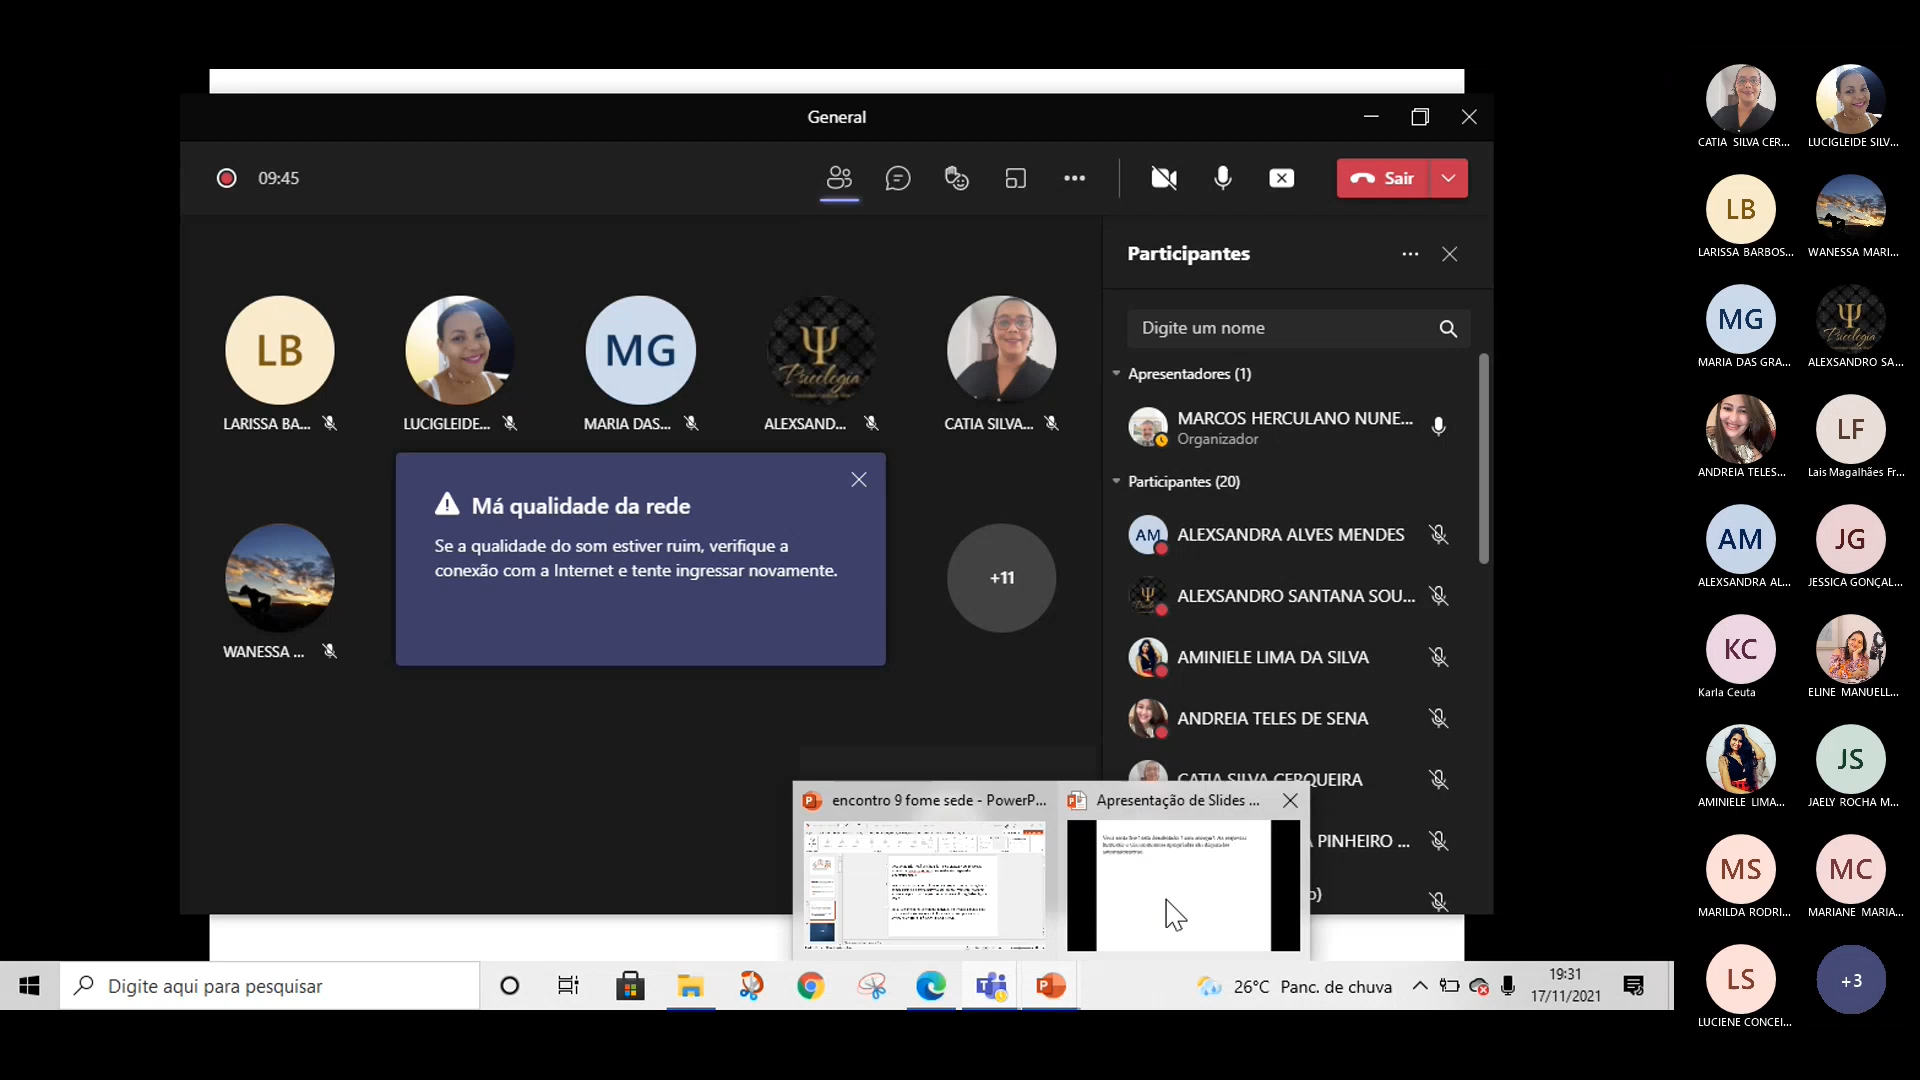 General
09:45
Sair
Participantes
Digite um nome
Apresentadores (1)
MARCOS HERCULANO NUNE...
Organizador
Participantes (20)
AM
ALEXSANDRA ALVES MENDES
ALEXSANDRO SANTANA SOU...
AMINIELE LIMA DA SILVA
ANDREIA TELES DE SENA
CATIA SILVA CERQUEIRA
PINHEIRO ...
LB
MG
Ψ
Psicologia
LARISSA BA...
LUCIGLEIDE...
MARIA DAS...
ALEXSAND...
CATIA SILVA...
Má qualidade da rede
Se a qualidade do som estiver ruim, verifique a
conexão com a Internet e tente ingressar novamente.
+11
WANESSA ...
encontro 9 fome sede - PowerP...
Apresentação de Slides ...
Digite aqui para pesquisar
26°C Panc. de chuva
19:31
17/11/2021
CATIA SILVA CER...
LUCIGLEIDE SILV...
LB
LARISSA BARBOS...
WANESSA MARI...
MG
Ψ
Psicologia
MARIA DAS GRA...
ALEXSANDRO SA...
LF
ANDREIA TELES...
Lais Magalhães Fr...
AM
JG
ALEXSANDRA AL...
JESSICA GONÇAL...
KC
Karla Ceuta
ELINE MANUELL...
JS
AMINIELE LIMA...
JAELY ROCHA M...
MS
MC
MARILDA RODRI...
MARIANE MARIA...
LS
+3
LUCIENE CONCEI...